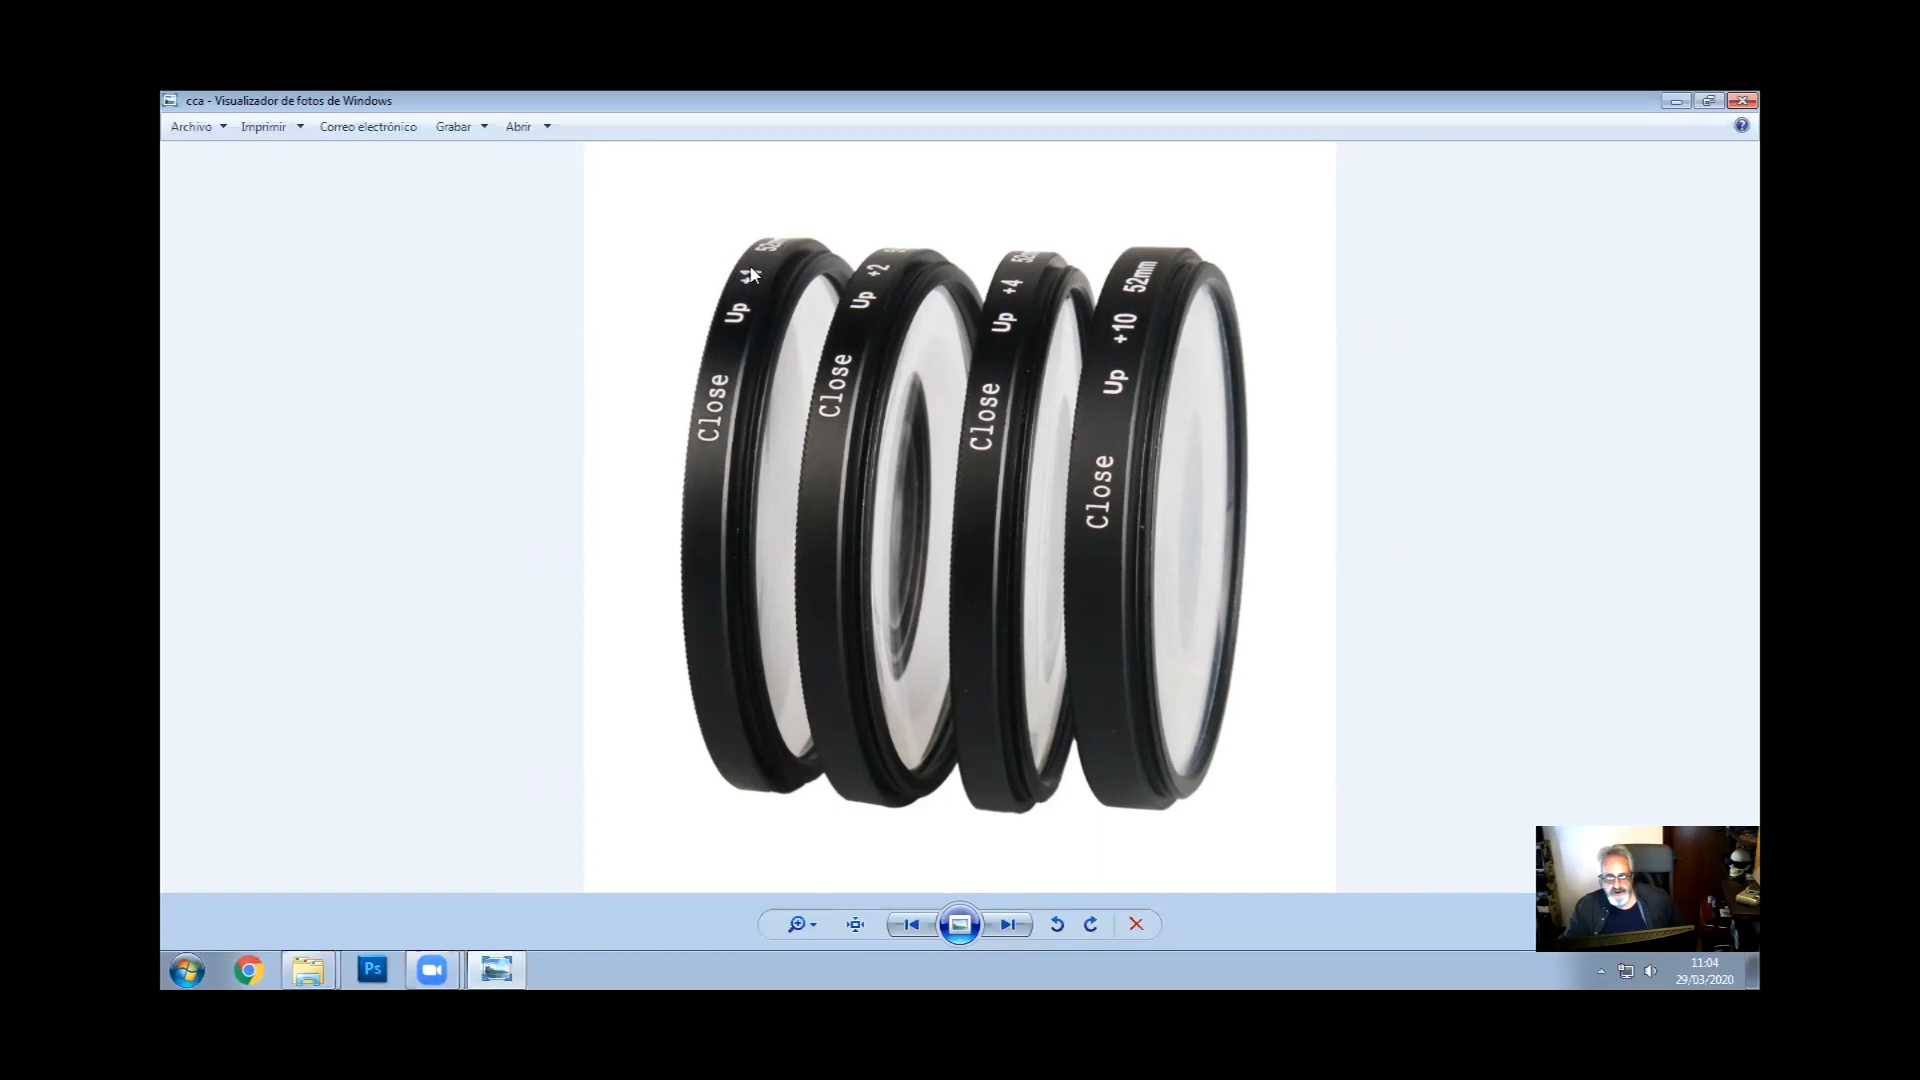 cca - Visualizador de fotos de Windows
Archivo Imprimir Correo electrónico Grabar Abrir
Close Up
Close Up +2
Close Up +4
Close Up +10 52mm
Ps
11:04
29/03/2020